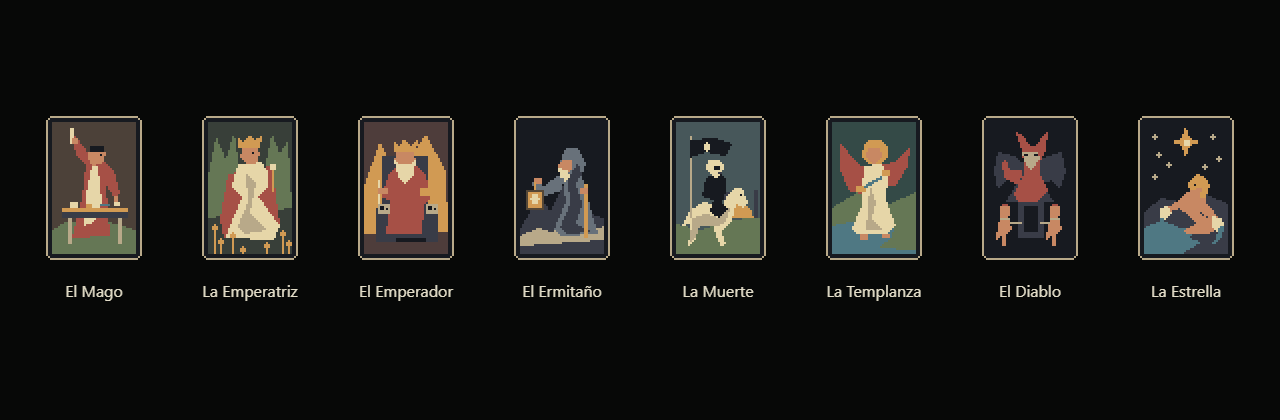 El Mago
La Emperatriz
El Emperador
El Ermitaño
La Muerte
La Templanza
El Diablo
La Estrella